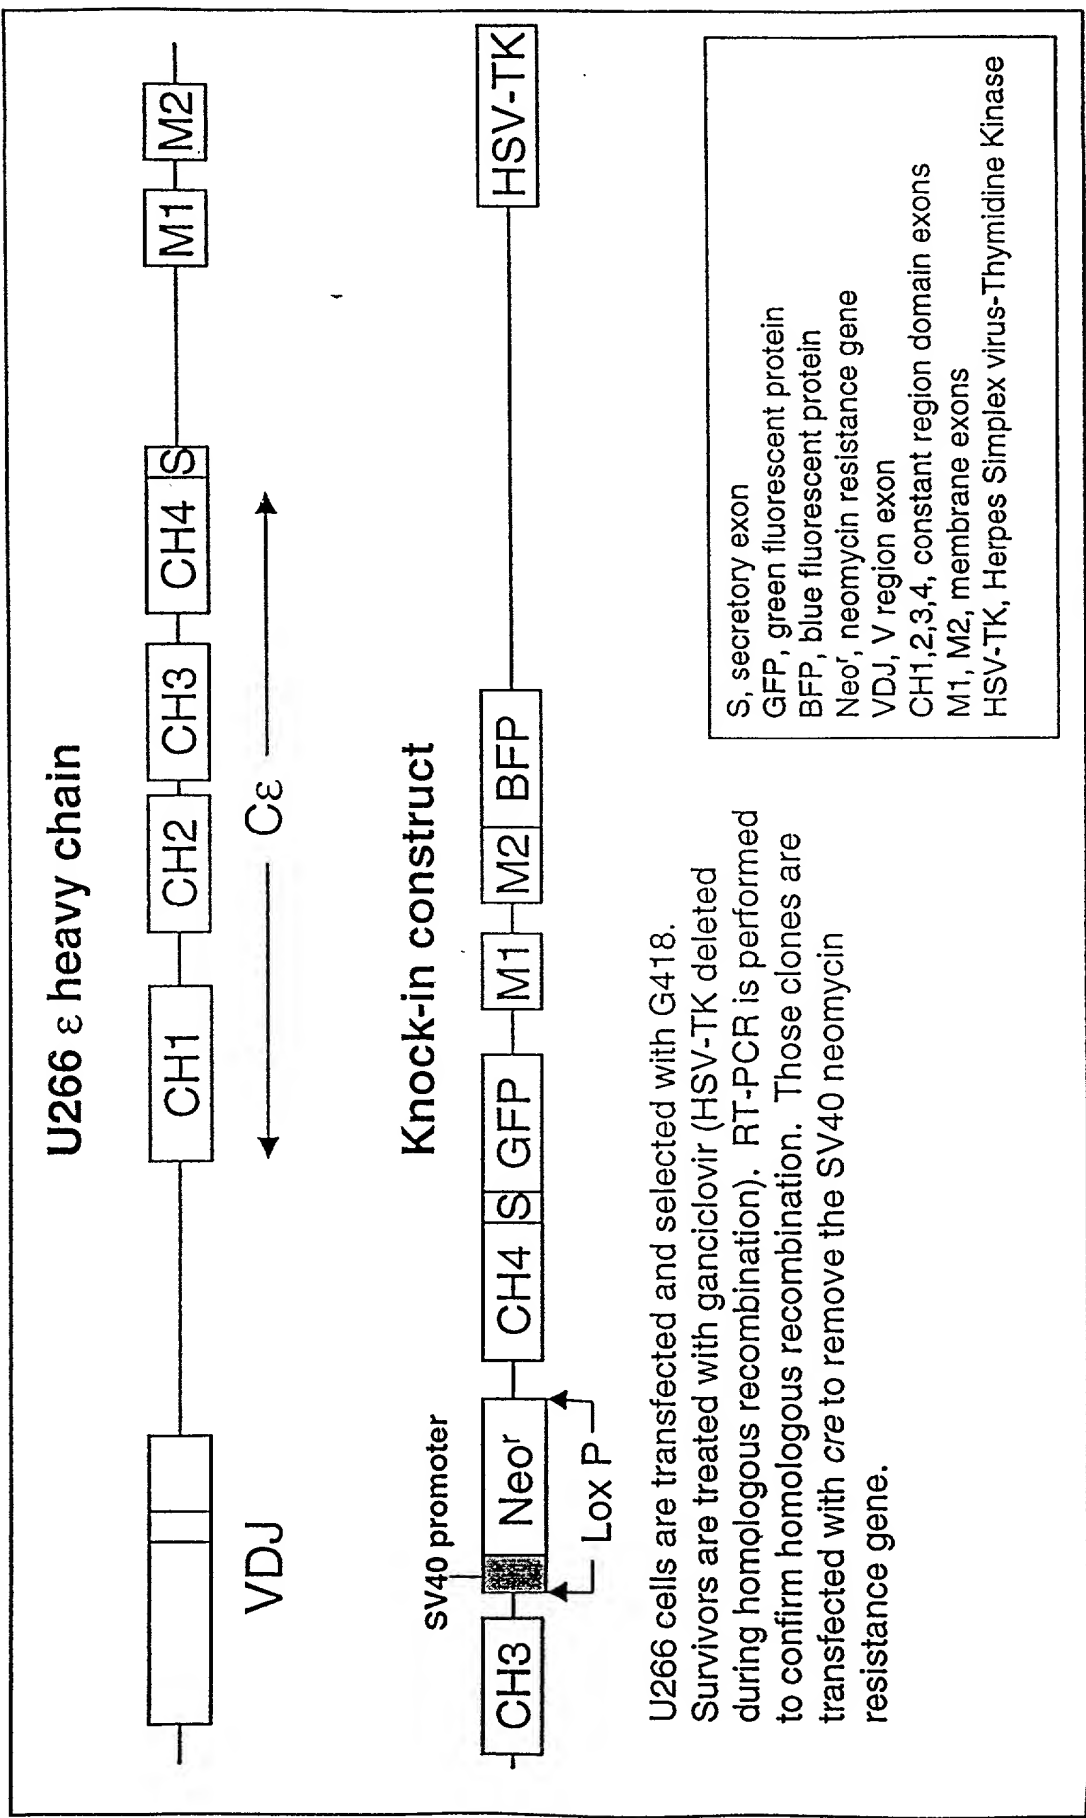 U266 ε heavy chain
VDJ
CH1
CH2
CH3
CH4
S
M1
M2
Cε
Knock-in construct
SV40 promoter
CH3
Neoʳ
CH4
S
GFP
M1
M2
BFP
HSV-TK
Lox P
U266 cells are transfected and selected with G418.
Survivors are treated with ganciclovir (HSV-TK deleted
during homologous recombination). RT-PCR is performed
to confirm homologous recombination. Those clones are
transfected with cre to remove the SV40 neomycin
resistance gene.
S, secretory exon
GFP, green fluorescent protein
BFP, blue fluorescent protein
Neoʳ, neomycin resistance gene
VDJ, V region exon
CH1,2,3,4, constant region domain exons
M1, M2, membrane exons
HSV-TK, Herpes Simplex virus-Thymidine Kinase